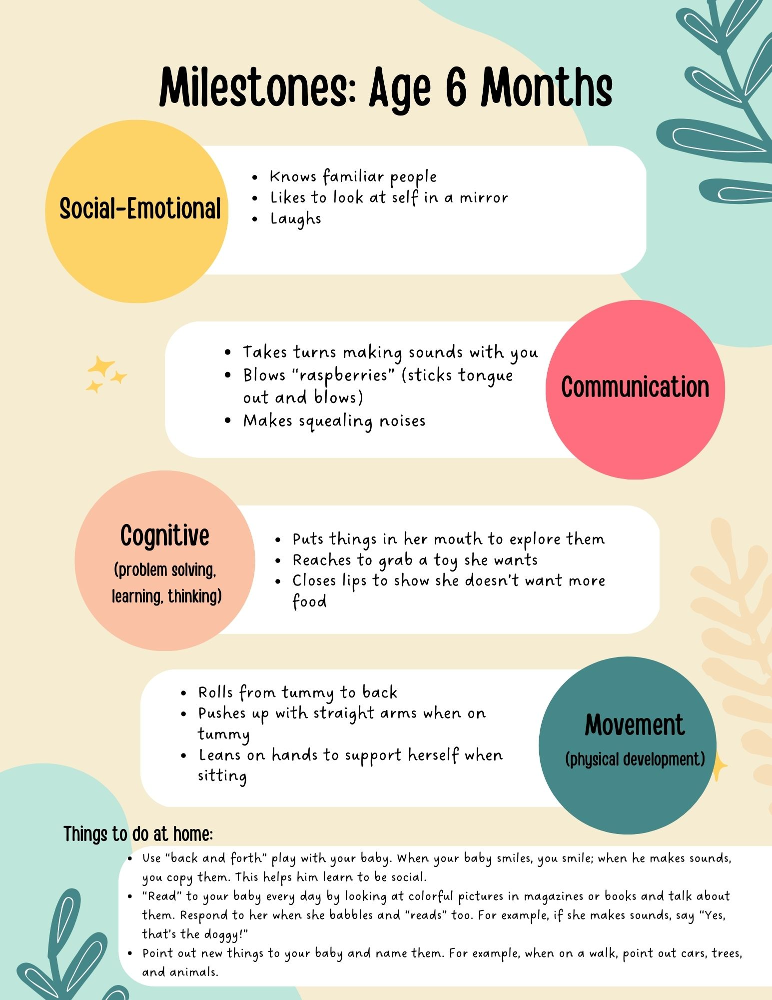 Milestones: Age 6 Months
Social-Emotional
• Knows familiar people
• Likes to look at self in a mirror
• Laughs
• Takes turns making sounds with you
• Blows “raspberries” (sticks tongue
out and blows)
• Makes squealing noises
Communication
Cognitive
(problem solving,
learning, thinking)
• Puts things in her mouth to explore them
• Reaches to grab a toy she wants
• Closes lips to show she doesn't want more
food
• Rolls from tummy to back
• Pushes up with straight arms when on
tummy
• Leans on hands to support herself when
sitting
Movement
(physical development)
Things to do at home:
• Use “back and forth” play with your baby. When your baby smiles, you smile; when he makes sounds,
you copy them. This helps him learn to be social.
• “Read” to your baby every day by looking at colorful pictures in magazines or books and talk about
them. Respond to her when she babbles and “reads” too. For example, if she makes sounds, say “Yes,
that's the doggy!”
• Point out new things to your baby and name them. For example, when on a walk, point out cars, trees,
and animals.